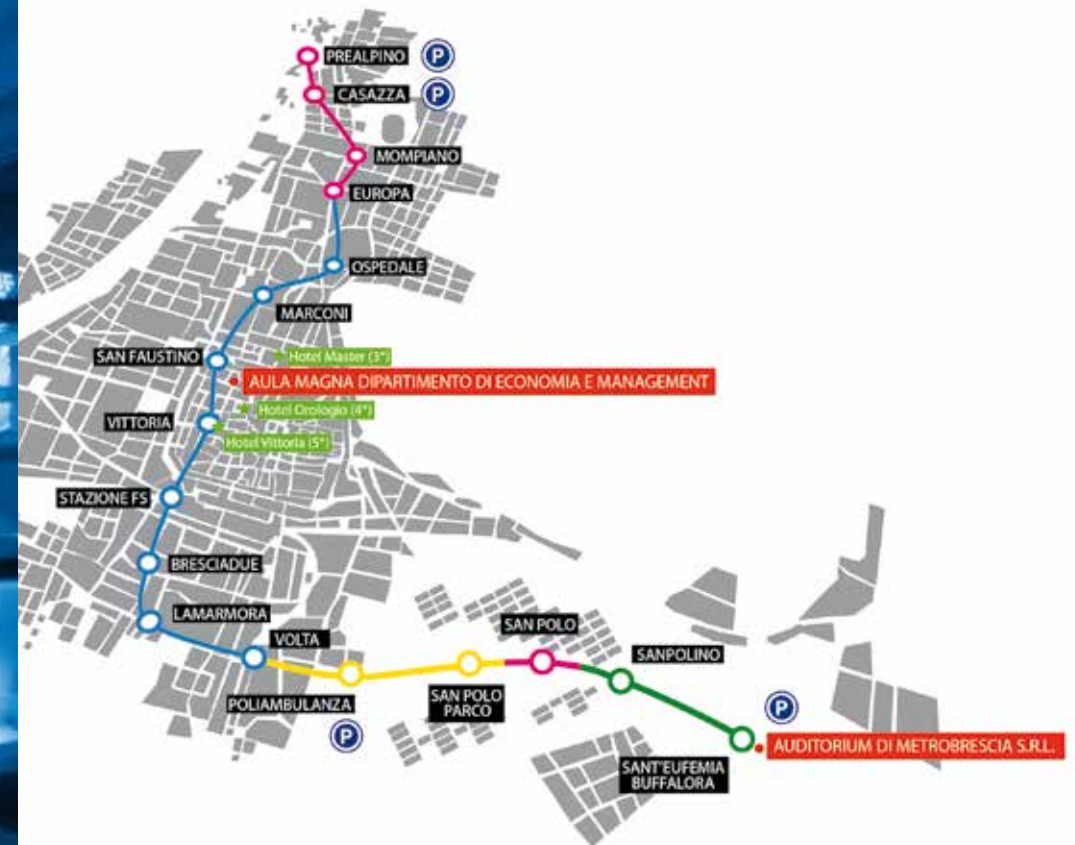 PREALPINO
P
CASAZZA
P
MOMPIANO
EUROPA
OSPEDALE
MARCONI
SAN FAUSTINO
Hotel Master (3*)
AULA MAGNA DIPARTIMENTO DI ECONOMIA E MANAGEMENT
Hotel Orologio (4*)
VITTORIA
Hotel Vittoria (5*)
STAZIONE FS
BRESCIADUE
LAMARMORA
VOLTA
SAN POLO
SANPOLINO
POLIAMBULANZA
SAN POLO
PARCO
P
P
AUDITORIUM DI METROBRESCIA S.R.L.
SANT'EUFEMIA
BUFFALORA